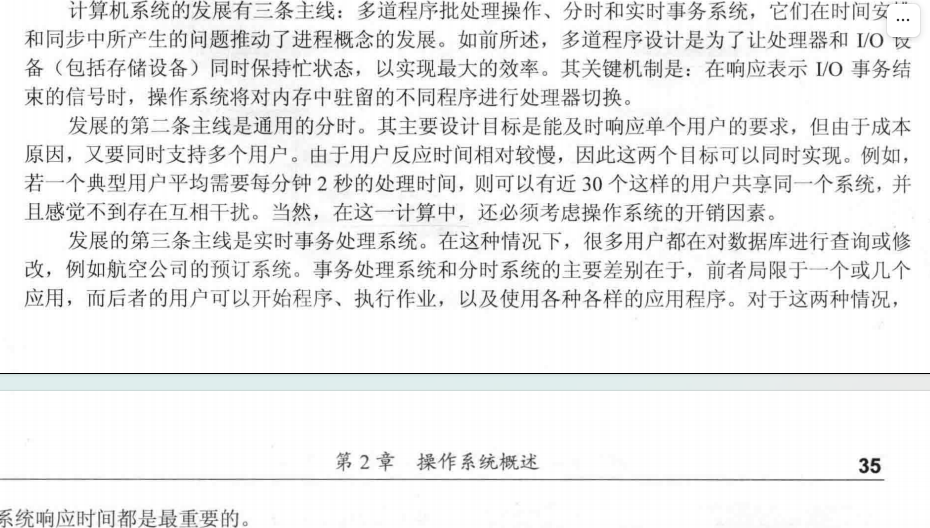 计算机系统的发展有三条主线：多道程序批处理操作、分时和实时事务系统，它们在时间安
和同步中所产生的问题推动了进程概念的发展。如前所述，多道程序设计是为了让处理器和 I/O 设
备（包括存储设备）同时保持忙状态，以实现最大的效率。其关键机制是：在响应表示 I/O 事务结
束的信号时，操作系统将对内存中驻留的不同程序进行处理器切换。
发展的第二条主线是通用的分时。其主要设计目标是能及时响应单个用户的要求，但由于成本
原因，又要同时支持多个用户。由于用户反应时间相对较慢，因此这两个目标可以同时实现。例如，
若一个典型用户平均需要每分钟 2 秒的处理时间，则可以有近 30 个这样的用户共享同一个系统，并
且感觉不到存在互相干扰。当然，在这一计算中，还必须考虑操作系统的开销因素。
发展的第三条主线是实时事务处理系统。在这种情况下，很多用户都在对数据库进行查询或修
改，例如航空公司的预订系统。事务处理系统和分时系统的主要差别在于，前者局限于一个或几个
应用，而后者的用户可以开始程序、执行作业，以及使用各种各样的应用程序。对于这两种情况，
第 2 章 操作系统概述 35
系统响应时间都是最重要的。